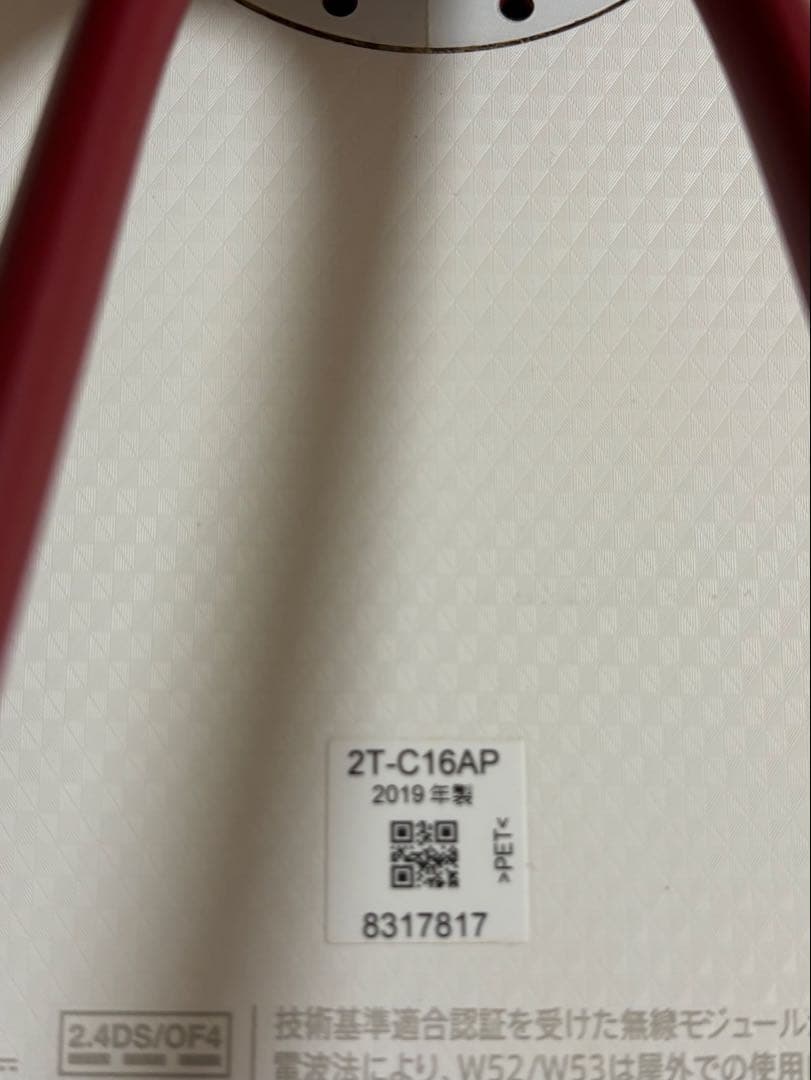 2T-C16AP
2019 年製
>PET<
8317817
2.4DS/OF4
技術基準適合認証を受けた無線モジュール
電波法により、W52/W53は屋外での使用